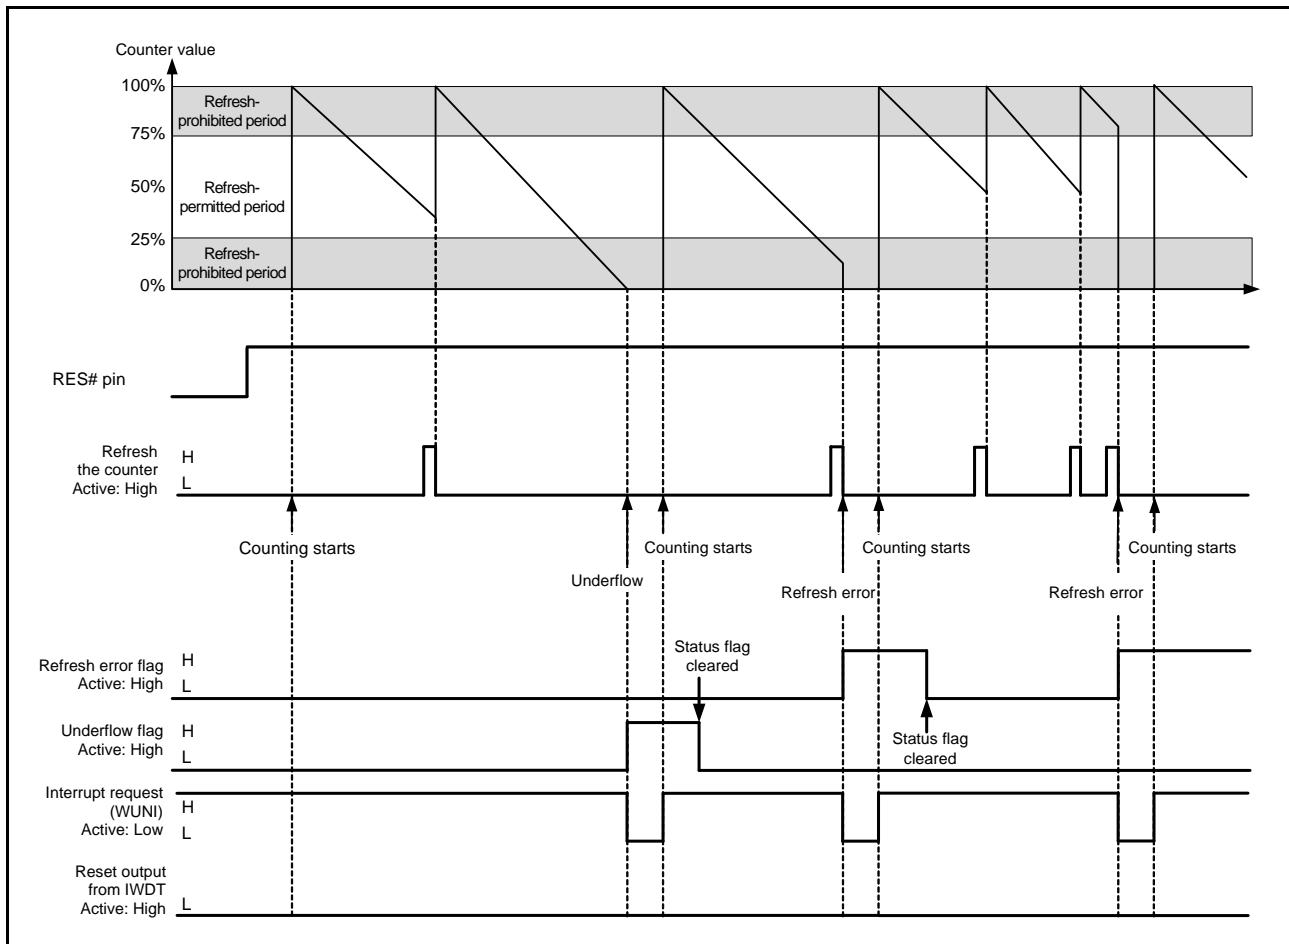 Counter value
100%
Refresh-
prohibited period
75%
50%
Refresh-
permitted period
25%
Refresh-
prohibited period
0%
RES# pin
Refresh
the counter
Active: High
H
L
Counting starts
Underflow
Counting starts
Refresh error
Counting starts
Refresh error
Counting starts
Refresh error flag
Active: High
H
L
Status flag
cleared
Status flag
cleared
Underflow flag
Active: High
H
L
Interrupt request
(WUNI)
Active: Low
H
L
Reset output
from IWDT
Active: High
L